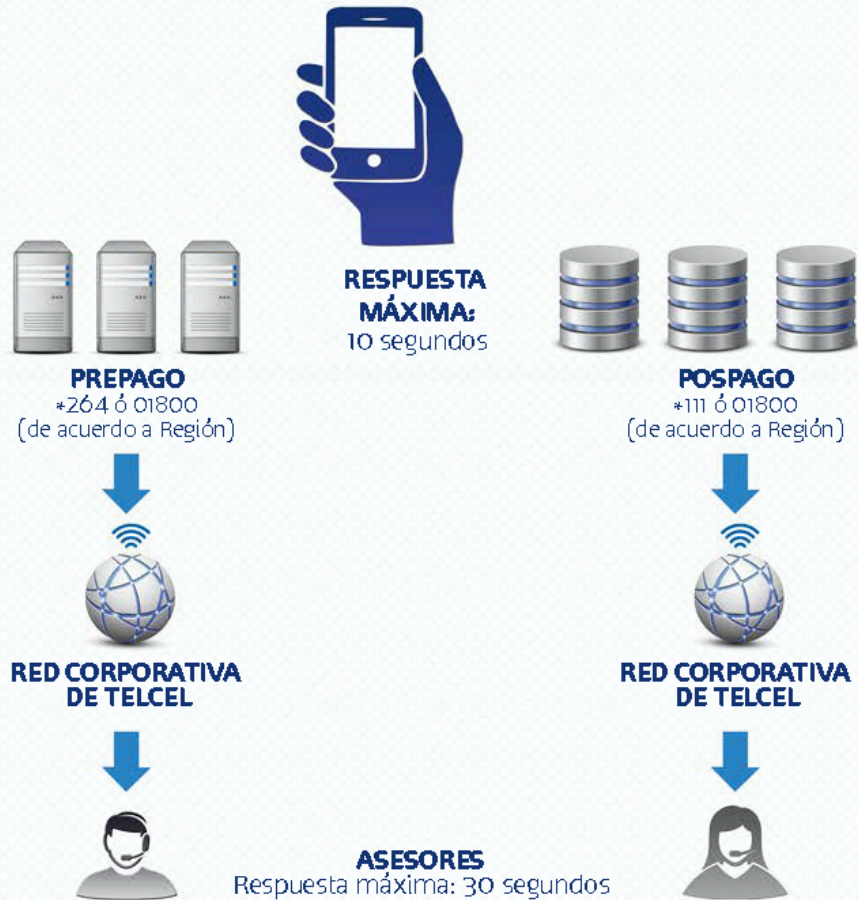 RESPUESTA
MÁXIMA:
10 segundos
PREPAGO
*264 ó 01800
(de acuerdo a Región)
POSPAGO
*111 ó 01800
(de acuerdo a Región)
RED CORPORATIVA
DE TELCEL
RED CORPORATIVA
DE TELCEL
ASESORES
Respuesta máxima: 30 segundos